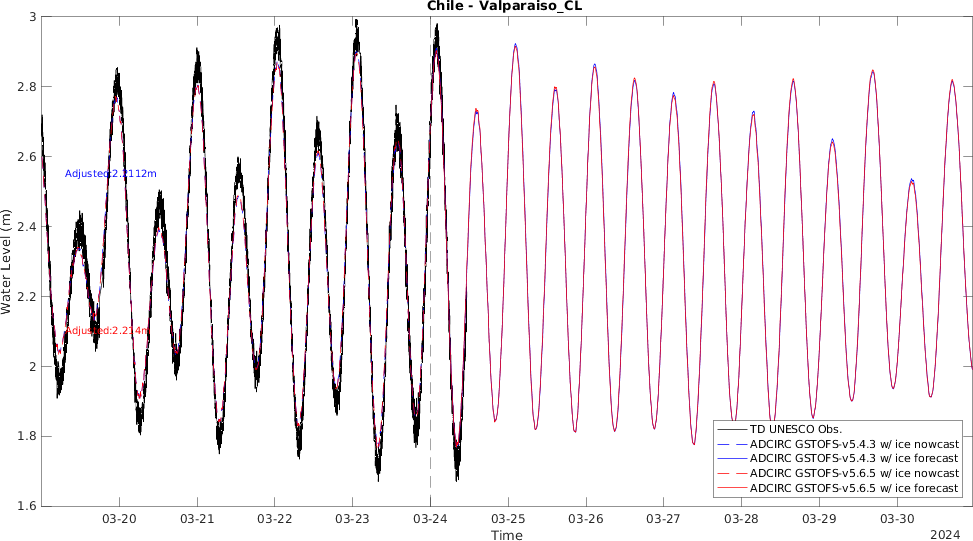 Chile - Valparaiso_CL
3
2.8
2.6
2.4
2.2
2
1.8
1.6
Water Level (m)
Adjusted:2.2112m
Adjusted:2.214m
TD UNESCO Obs.
ADCIRC GSTOFS-v5.4.3 w/ ice nowcast
ADCIRC GSTOFS-v5.4.3 w/ ice forecast
ADCIRC GSTOFS-v5.6.5 w/ ice nowcast
ADCIRC GSTOFS-v5.6.5 w/ ice forecast
03-20 03-21 03-22 03-23 03-24 03-25 03-26 03-27 03-28 03-29 03-30
Time
2024